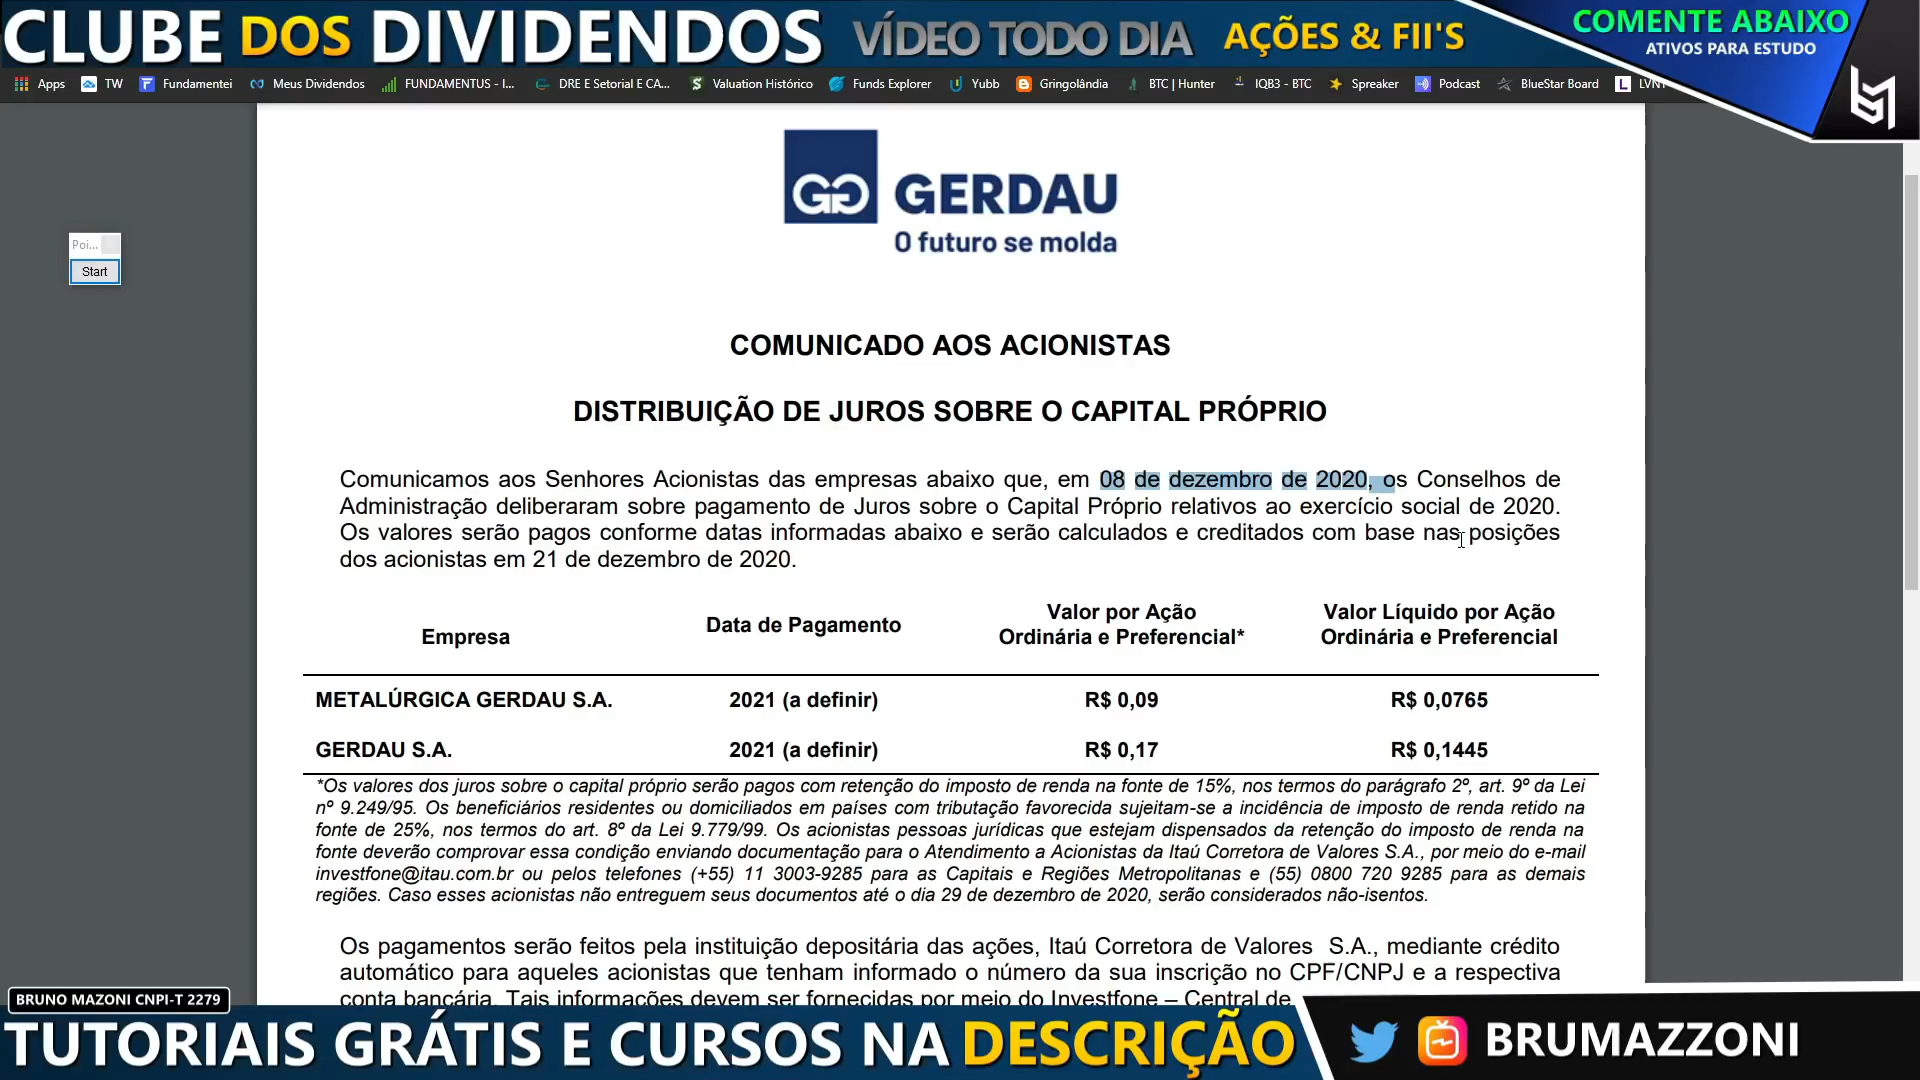 CLUBE DOS DIVIDENDOS VÍDEO TODO DIA AÇÕES & FII'S
COMENTE ABAIXO
ATIVOS PARA ESTUDO
Apps TW Fundamentei Meus Dividendos FUNDAMENTUS - I... DRE E Setorial E CA... Valuation Histórico Funds Explorer Yubb Gringolândia BTC | Hunter IQB3 - BTC Spreaker Podcast BlueStar Board
GERDAU
O futuro se molda
Poi...
Start
COMUNICADO AOS ACIONISTAS
DISTRIBUIÇÃO DE JUROS SOBRE O CAPITAL PRÓPRIO
Comunicamos aos Senhores Acionistas das empresas abaixo que, em 08 de dezembro de 2020, os Conselhos de
Administração deliberaram sobre pagamento de Juros sobre o Capital Próprio relativos ao exercício social de 2020.
Os valores serão pagos conforme datas informadas abaixo e serão calculados e creditados com base nas posições
dos acionistas em 21 de dezembro de 2020.
Empresa
Data de Pagamento
Valor por Ação
Ordinária e Preferencial*
Valor Líquido por Ação
Ordinária e Preferencial
METALÚRGICA GERDAU S.A. 2021 (a definir) R$ 0,09 R$ 0,0765
GERDAU S.A. 2021 (a definir) R$ 0,17 R$ 0,1445
*Os valores dos juros sobre o capital próprio serão pagos com retenção do imposto de renda na fonte de 15%, nos termos do parágrafo 2º, art. 9º da Lei
nº 9.249/95. Os beneficiários residentes ou domiciliados em países com tributação favorecida sujeitam-se a incidência de imposto de renda retido na
fonte de 25%, nos termos do art. 8º da Lei 9.779/99. Os acionistas pessoas jurídicas que estejam dispensados da retenção do imposto de renda na
fonte deverão comprovar essa condição enviando documentação para o Atendimento a Acionistas da Itaú Corretora de Valores S.A., por meio do e-mail
investfone@itau.com.br ou pelos telefones (+55) 11 3003-9285 para as Capitais e Regiões Metropolitanas e (55) 0800 720 9285 para as demais
regiões. Caso esses acionistas não entreguem seus documentos até o dia 29 de dezembro de 2020, serão considerados não-isentos.
Os pagamentos serão feitos pela instituição depositária das ações, Itaú Corretora de Valores S.A., mediante crédito
automático para aqueles acionistas que tenham informado o número da sua inscrição no CPF/CNPJ e a respectiva
conta bancária. Tais informações devem ser fornecidas por meio do Investfone – Central de
BRUNO MAZONI CNPI-T 2279
TUTORIAIS GRÁTIS E CURSOS NA DESCRIÇÃO
BRUMAZZONI